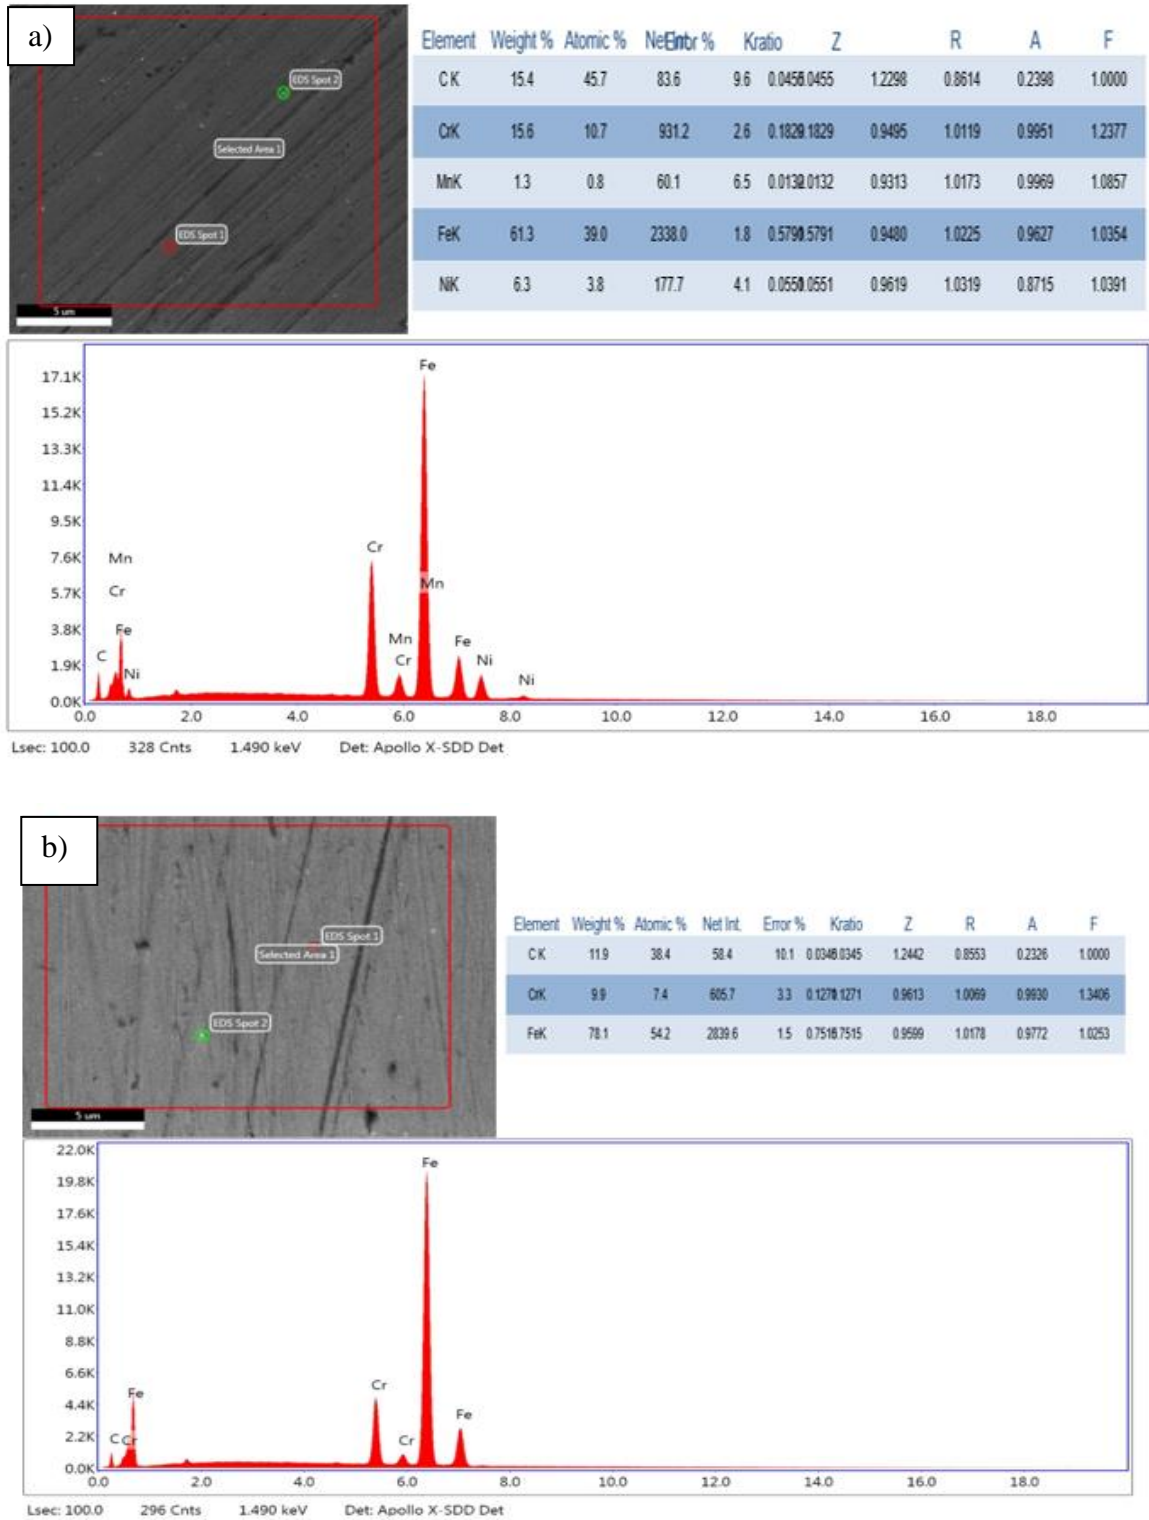 a)
EDS Spot 2
Selected Area 1
EDS Spot 1
5 um
Element Weight % Atomic % Error % Kratio Z R A F
C K 15.4 45.7 83.6 9.6 0.0455 1.2298 0.8614 0.2398 1.0000
CrK 15.6 10.7 931.2 2.6 0.1829 0.9495 1.0119 0.9951 1.2377
MnK 1.3 0.8 60.1 6.5 0.0132 0.9313 1.0173 0.9969 1.0857
FeK 61.3 39.0 2338.0 1.8 0.5791 0.9480 1.0225 0.9627 1.0354
NiK 6.3 3.8 177.7 4.1 0.0551 0.9619 1.0319 0.8715 1.0391
Fe
17.1K
15.2K
13.3K
11.4K
9.5K
Cr
7.6K
Mn
5.7K
Cr
Mn
3.8K
Fe
Mn
Fe
1.9K
C
Ni
Cr
Ni
Ni
0.0K
0.0 2.0 4.0 6.0 8.0 10.0 12.0 14.0 16.0 18.0
Lsec: 100.0 328 Cnts 1.490 keV Det: Apollo X-SDD Det
b)
EDS Spot 1
Selected Area 1
EDS Spot 2
5 um
Element Weight % Atomic % Net Int. Error % Kratio Z R A F
C K 11.9 38.4 58.4 10.1 0.0345 1.2442 0.8553 0.2326 1.0000
CrK 9.9 7.4 605.7 3.3 0.1271 0.9613 1.0069 0.9930 1.3406
FeK 78.1 54.2 2839.6 1.5 0.7515 0.9599 1.0178 0.9772 1.0253
22.0K
Fe
19.8K
17.6K
15.4K
13.2K
11.0K
8.8K
6.6K
Fe
Cr
4.4K
Fe
2.2K
C
Cr
Cr
0.0K
0.0 2.0 4.0 6.0 8.0 10.0 12.0 14.0 16.0 18.0
Lsec: 100.0 296 Cnts 1.490 keV Det: Apollo X-SDD Det